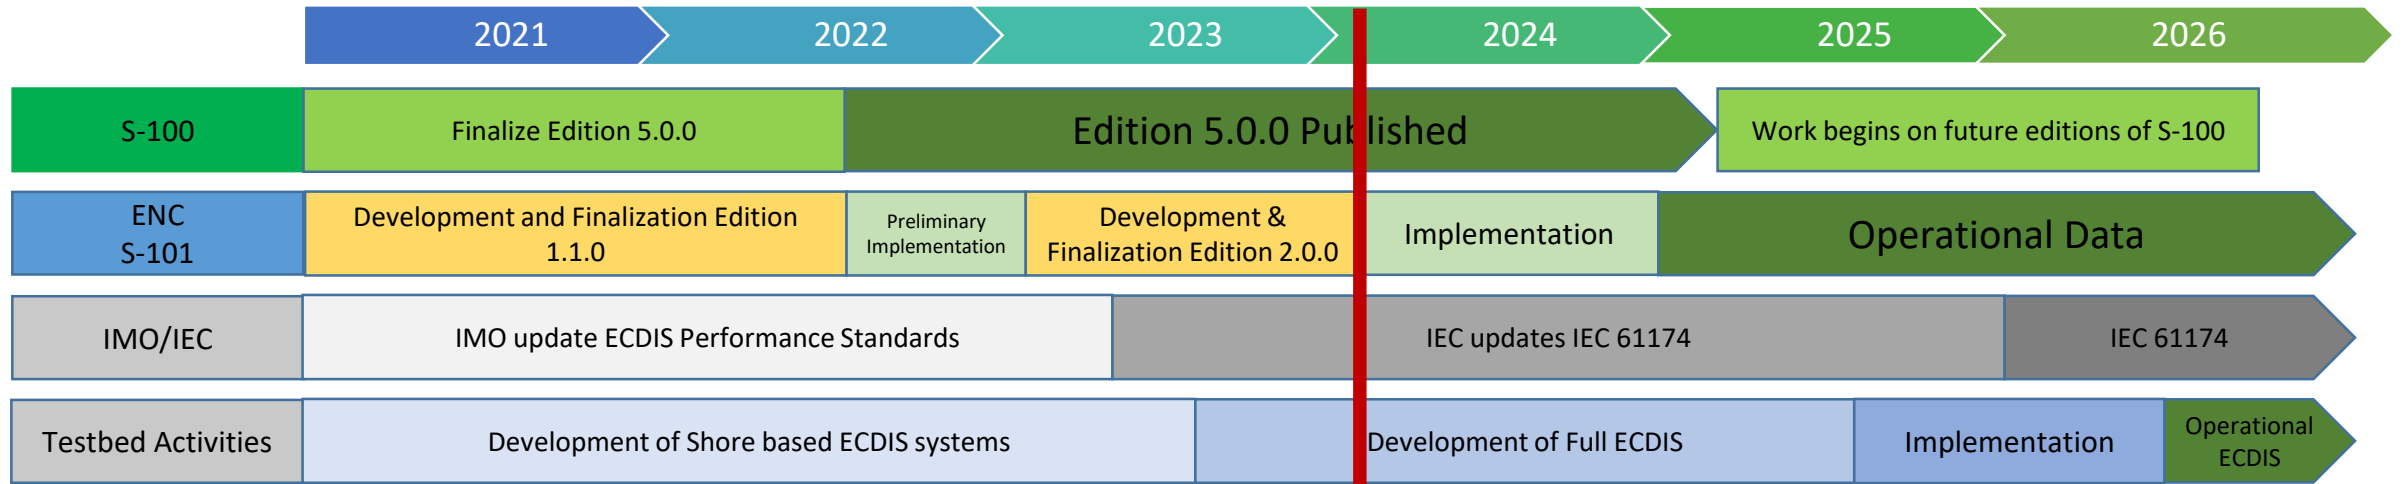 2021
2022
2023
2024
2025
2026
S-100
Finalize Edition 5.0.0
Edition 5.0.0 Published
Work begins on future editions of S-100
ENC
S-101
Development and Finalization Edition
1.1.0
Preliminary
Implementation
Development &
Finalization Edition 2.0.0
Implementation
Operational Data
IMO/IEC
IMO update ECDIS Performance Standards
IEC updates IEC 61174
IEC 61174
Testbed Activities
Development of Shore based ECDIS systems
Development of Full ECDIS
Implementation
Operational
ECDIS